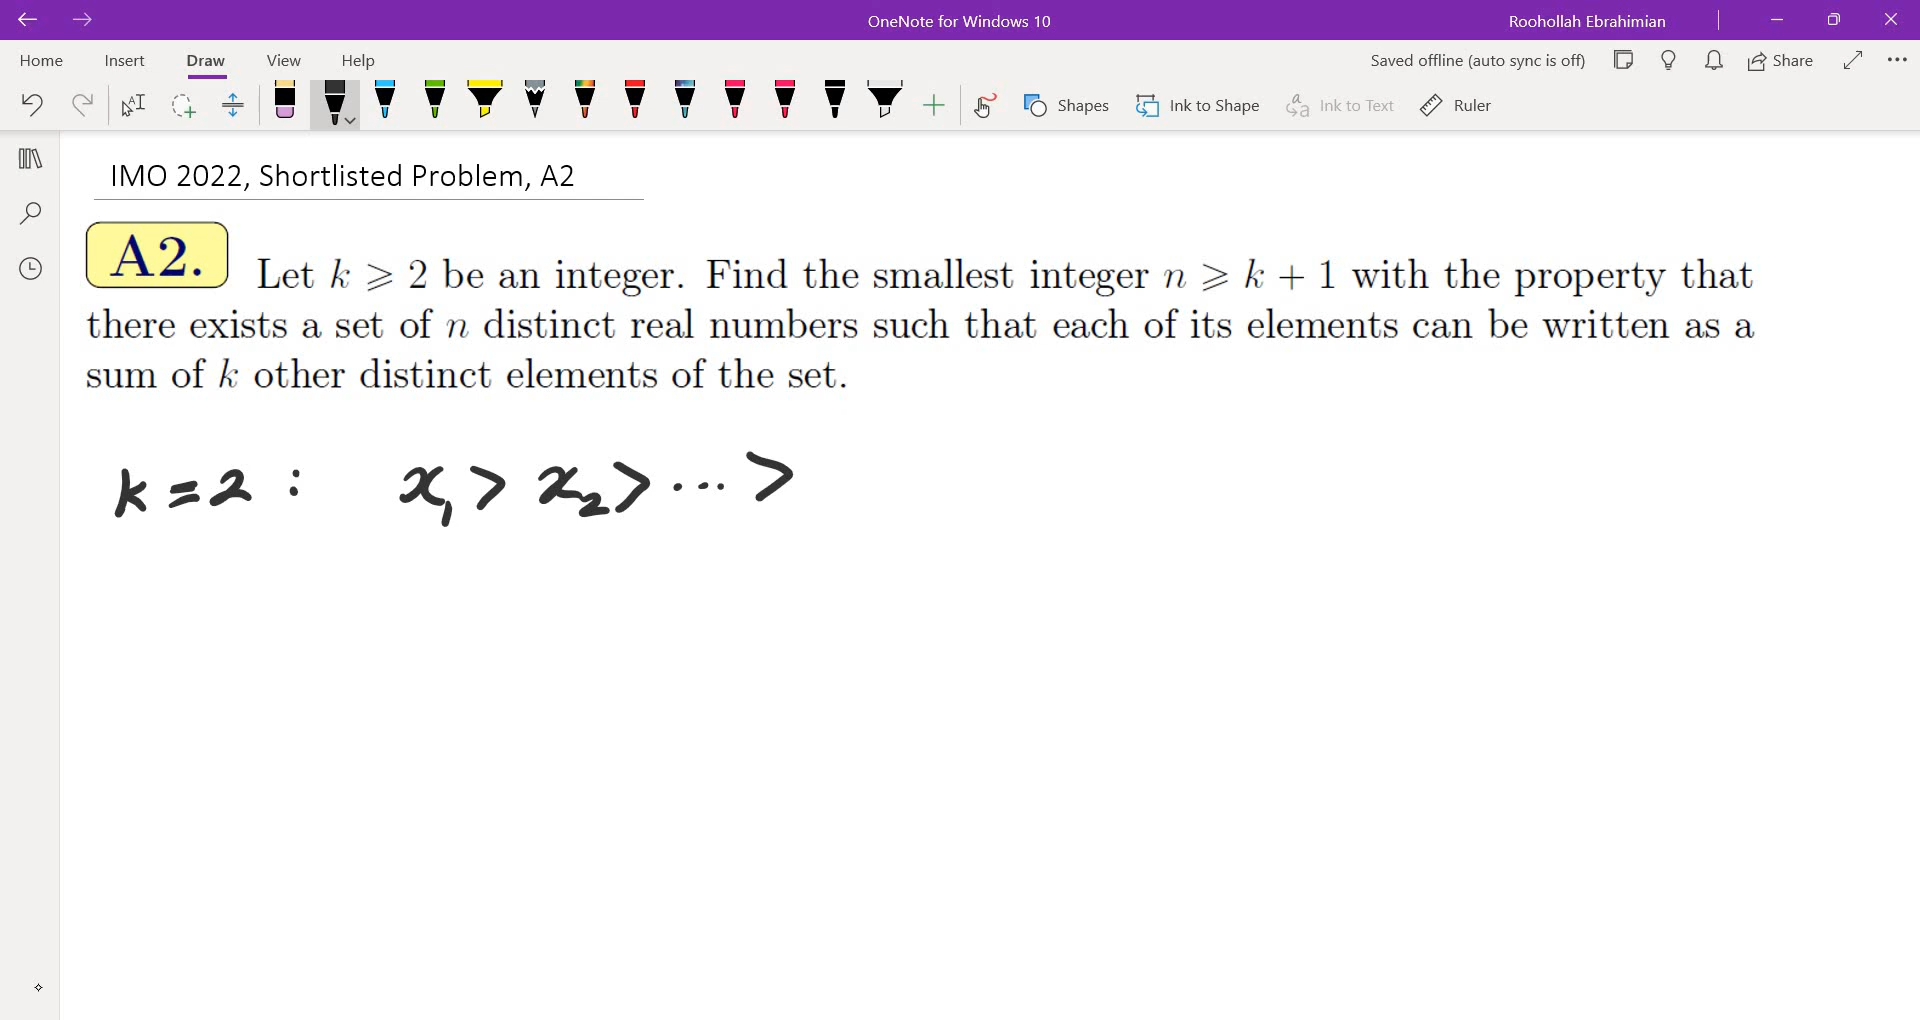 OneNote for Windows 10
Roohollah Ebrahimian
Home Insert Draw View Help
Saved offline (auto sync is off) Share
Shapes Ink to Shape Ink to Text Ruler
IMO 2022, Shortlisted Problem, A2
A2. Let k ⩾ 2 be an integer. Find the smallest integer n ⩾ k + 1 with the property that
there exists a set of n distinct real numbers such that each of its elements can be written as a
sum of k other distinct elements of the set.
k = 2 : x₁ > x₂ > ... >